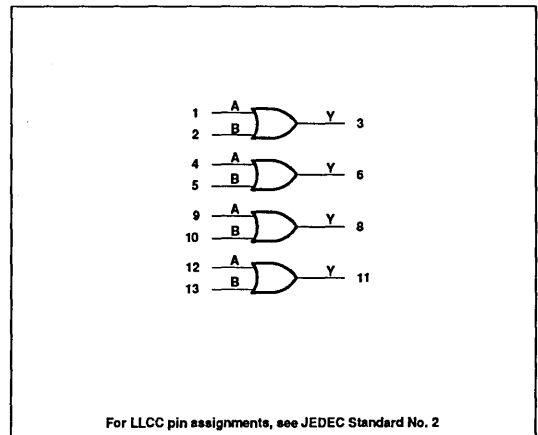 A
1
Y
3
2
B
A
4
Y
6
5
B
A
9
Y
8
10
B
A
12
Y
11
13
B
For LLCC pin assignments, see JEDEC Standard No. 2